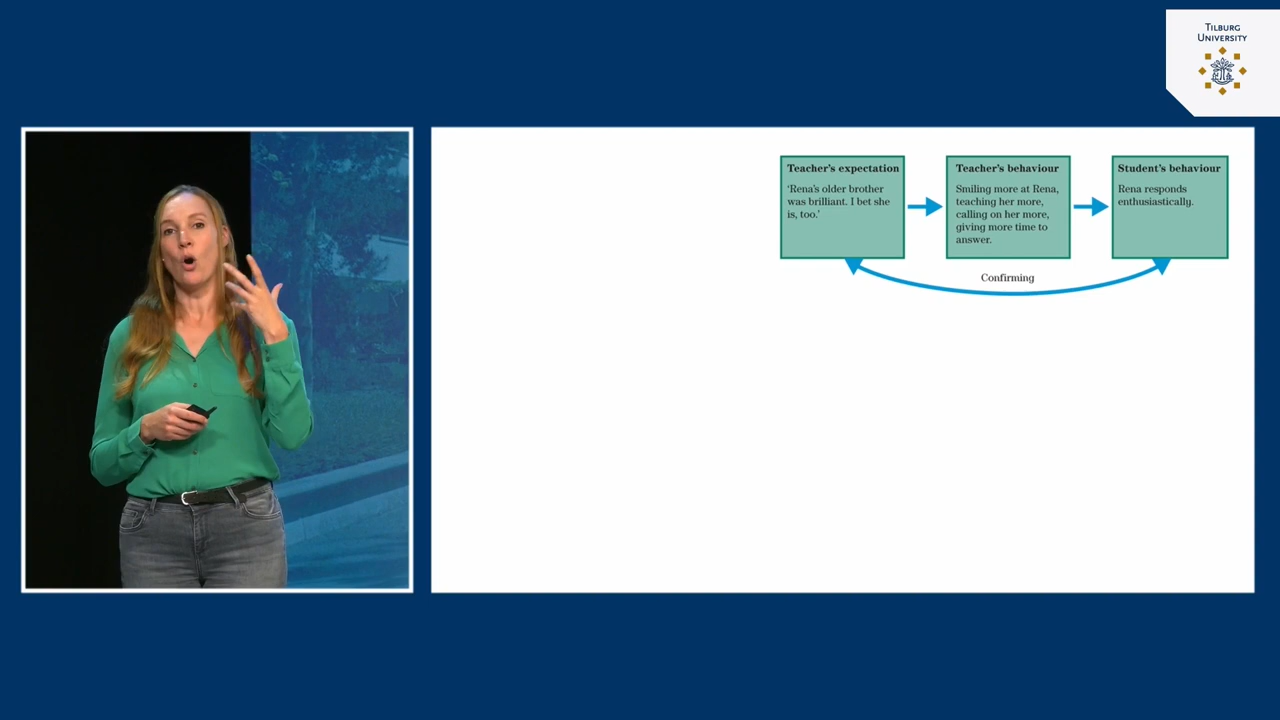 TILBURG
UNIVERSITY
Teacher's expectation
'Rena's older brother
was brilliant. I bet she
is, too.'
Teacher's behaviour
Smiling more at Rena,
teaching her more,
calling on her more,
giving more time to
answer.
Student's behaviour
Rena responds
enthusiastically.
Confirming